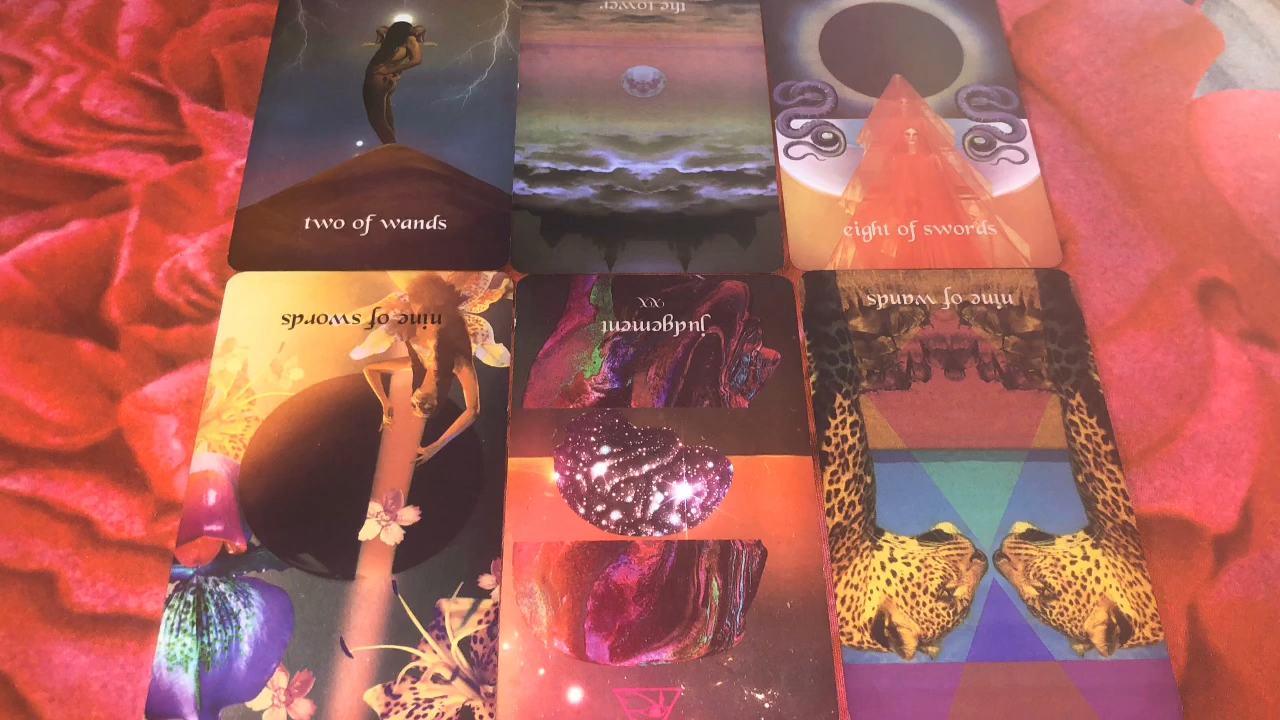 the tower
two of wands
eight of swords
nine of swords
XX
judgement
nine of wands